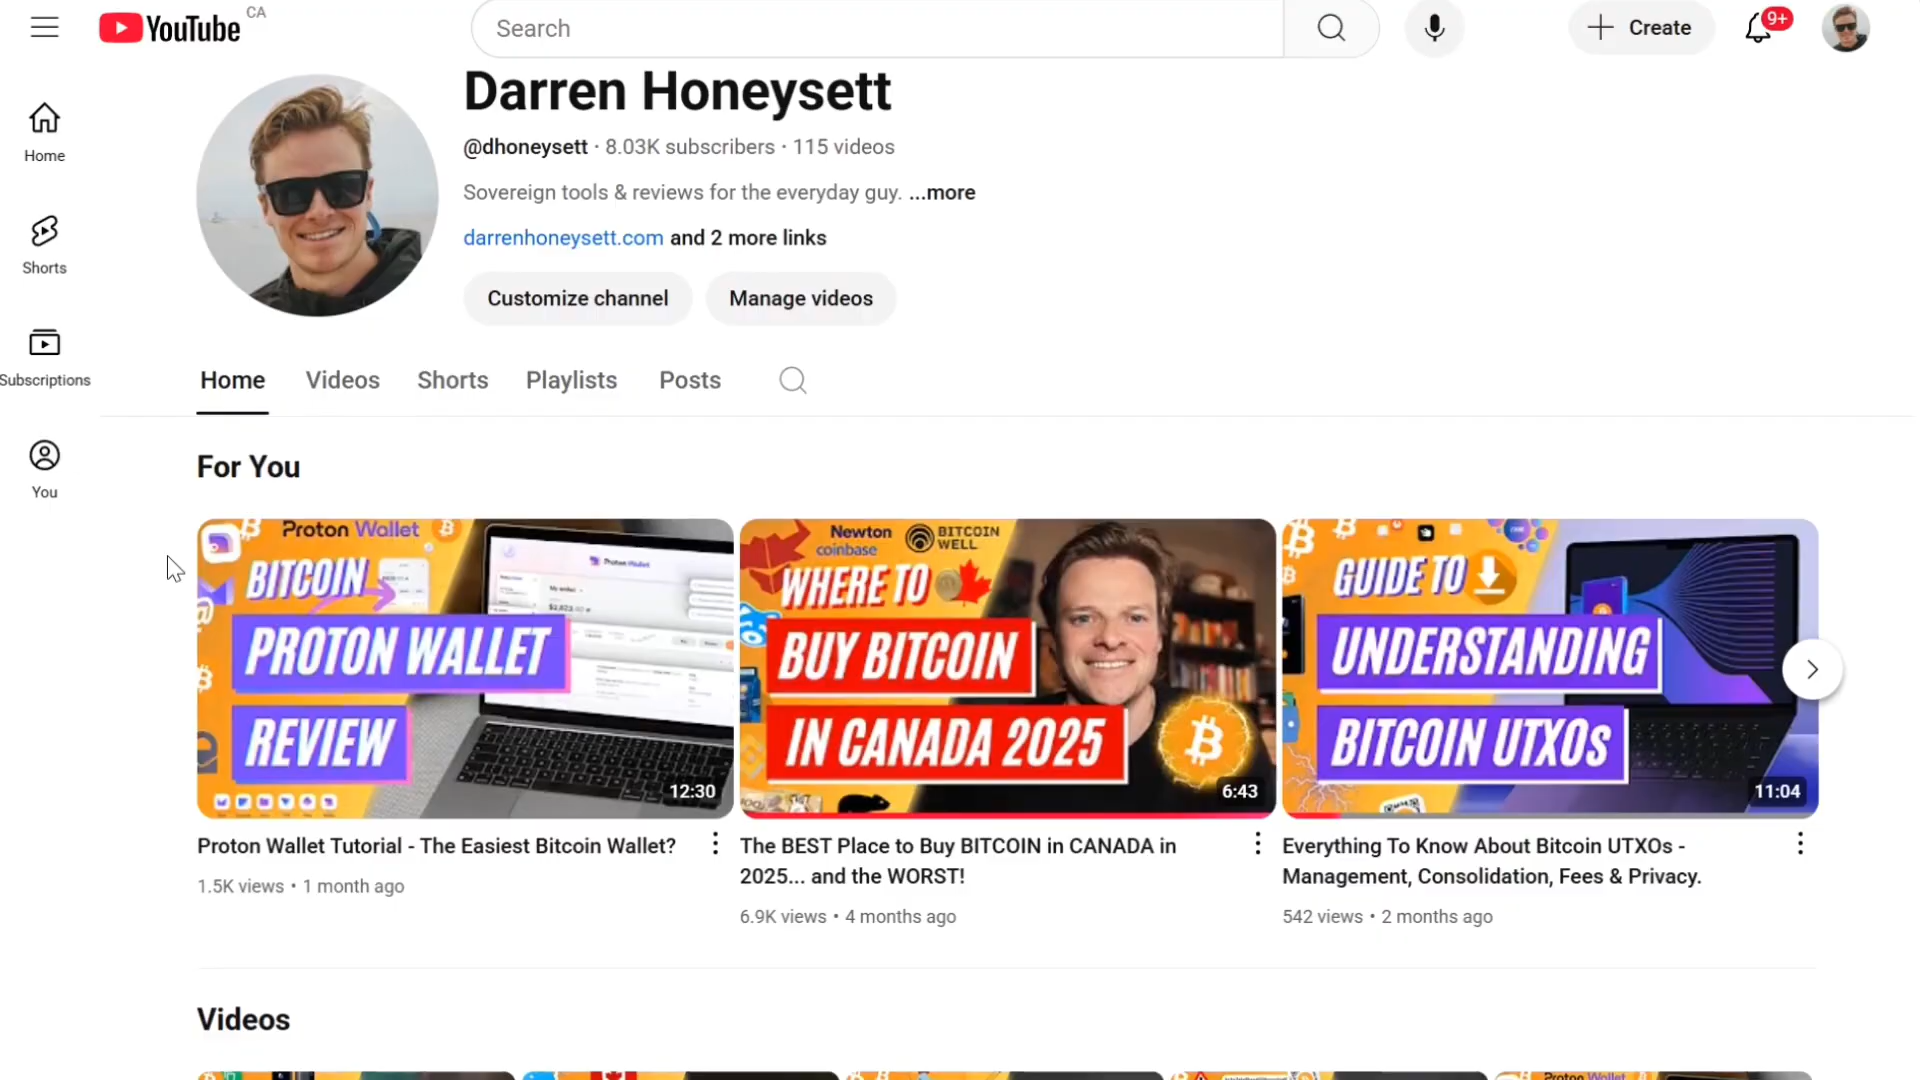 YouTube CA
Search
Create
9+
Home
Shorts
Subscriptions
You
Darren Honeysett
@dhoneysett · 8.03K subscribers · 115 videos
Sovereign tools & reviews for the everyday guy. ...more
darrenhoneysett.com and 2 more links
Customize channel
Manage videos
Home
Videos
Shorts
Playlists
Posts
For You
Proton Wallet
BITCOIN
PROTON WALLET
REVIEW
Proton Wallet
12:30
Newton
coinbase
BITCOIN
WELL
WHERE TO
BUY BITCOIN
IN CANADA 2025
6:43
GUIDE TO
UNDERSTANDING
BITCOIN UTXOs
11:04
Proton Wallet Tutorial - The Easiest Bitcoin Wallet?
1.5K views • 1 month ago
The BEST Place to Buy BITCOIN in CANADA in
2025... and the WORST!
6.9K views • 4 months ago
Everything To Know About Bitcoin UTXOs -
Management, Consolidation, Fees & Privacy.
542 views • 2 months ago
Videos
Proton Wallet